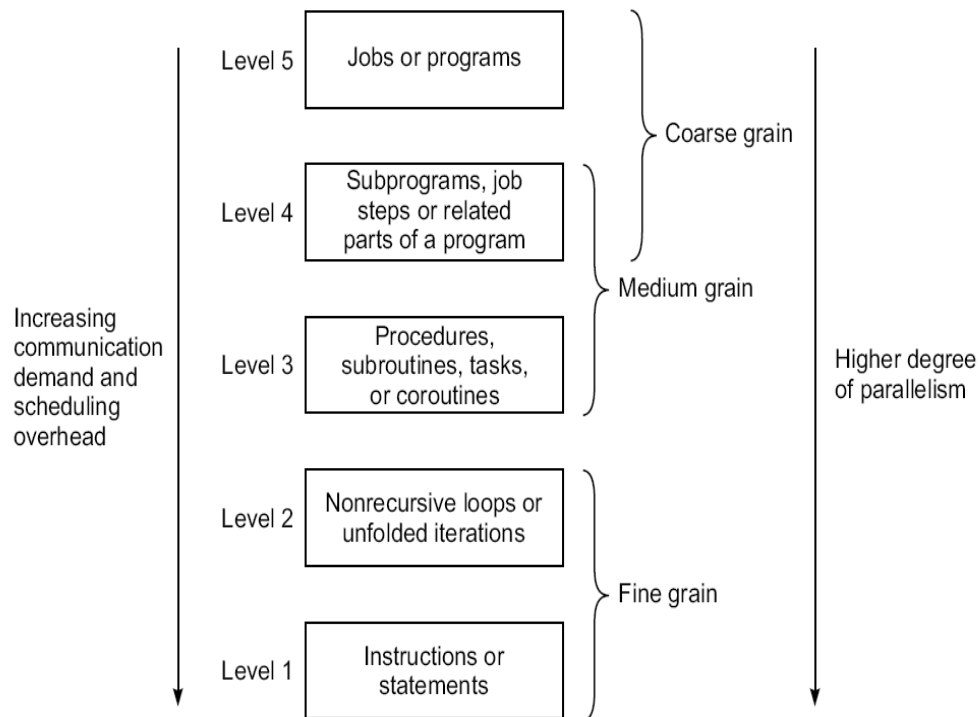 Level 5
Jobs or programs
Coarse grain
Level 4
Subprograms, job
steps or related
parts of a program
Medium grain
Increasing
communication
demand and
scheduling
overhead
Level 3
Procedures,
subroutines, tasks,
or coroutines
Higher degree
of parallelism
Level 2
Nonrecursive loops or
unfolded iterations
Fine grain
Level 1
Instructions or
statements